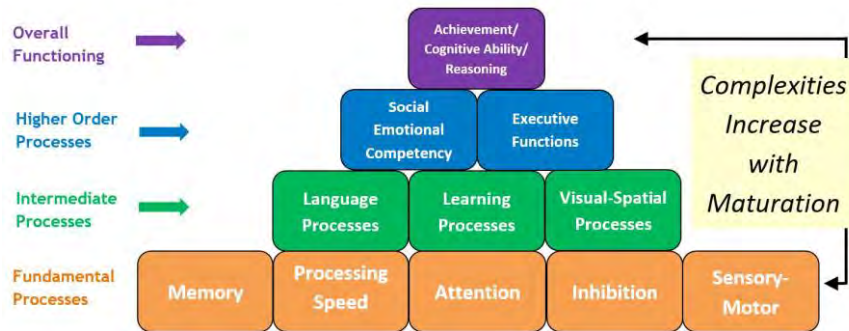 Overall
Functioning
Achievement/
Cognitive Ability/
Reasoning
Higher Order
Processes
Social
Emotional
Competency
Executive
Functions
Intermediate
Processes
Language
Processes
Learning
Processes
Visual-Spatial
Processes
Fundamental
Processes
Memory
Processing
Speed
Attention
Inhibition
Sensory-
Motor
Complexities
Increase
with
Maturation